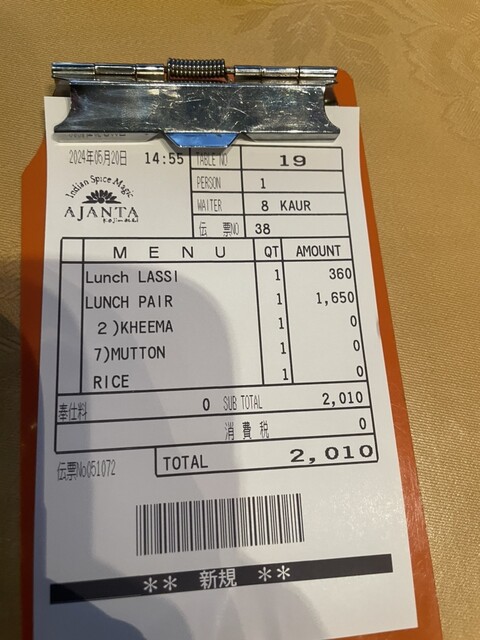 2024年05月20日 14:55
TABLE NO 19
PERSON 1
WAITER 8 KAUR
伝票NO 38
Indian Spice Magic
AJANTA
kojimachi
MENU QT AMOUNT
Lunch LASSI 1 360
LUNCH PAIR 1 1,650
2)KHEEMA 1 0
7)MUTTON 1 0
RICE 1 0
奉仕料 0 SUB TOTAL 2,010
消費税 0
伝票No051072
TOTAL 2,010
** 新規 **